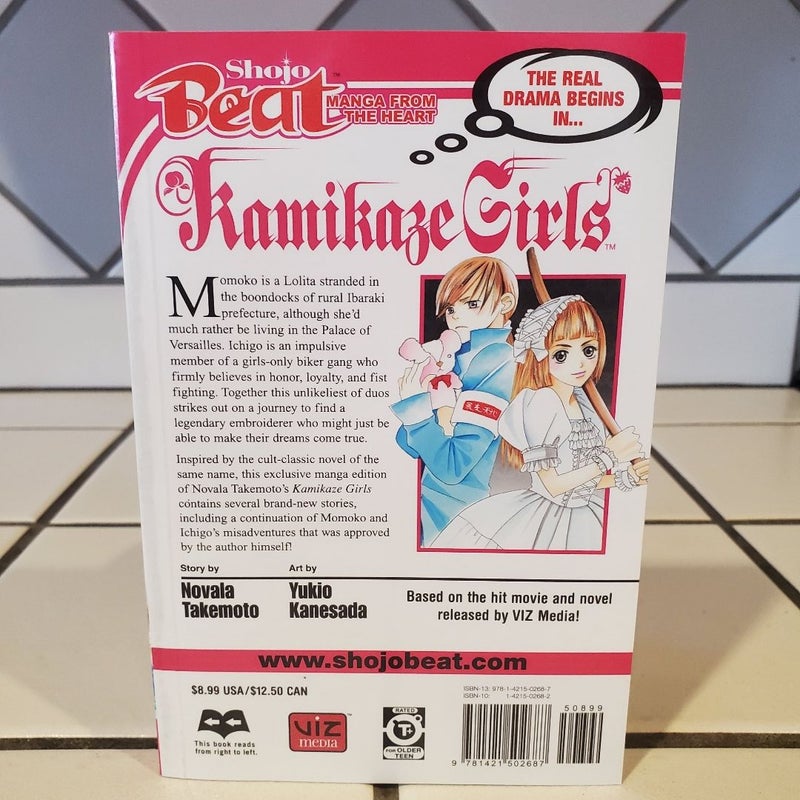 Shojo
Beat™
MANGA FROM
THE HEART
THE REAL
DRAMA BEGINS
IN...
Kamikaze Girls™
Momoko is a Lolita stranded in
the boondocks of rural Ibaraki
prefecture, although she'd
much rather be living in the Palace of
Versailles. Ichigo is an impulsive
member of a girls-only biker gang who
firmly believes in honor, loyalty, and fist
fighting. Together this unlikeliest of duos
strikes out on a journey to find a
legendary embroiderer who might just be
able to make their dreams come true.
Inspired by the cult-classic novel of the
same name, this exclusive manga edition
of Novala Takemoto's Kamikaze Girls
contains several brand-new stories,
including a continuation of Momoko and
Ichigo's misadventures that was approved
by the author himself!
Story by
Novala
Takemoto
Art by
Yukio
Kanesada
Based on the hit movie and novel
released by VIZ Media!
www.shojobeat.com
$8.99 USA/$12.50 CAN
This book reads
from right to left.
VIZ
MEDIA™
RATED
T+
FOR OLDER
TEEN
ISBN-13: 978-1-4215-0268-7
ISBN-10: 1-4215-0268-2
50899
9 781421 502687